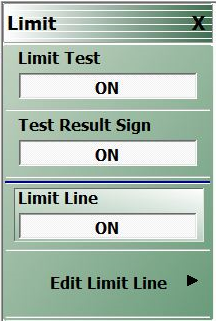 Limit X
Limit Test
ON
Test Result Sign
ON
Limit Line
ON
Edit Limit Line